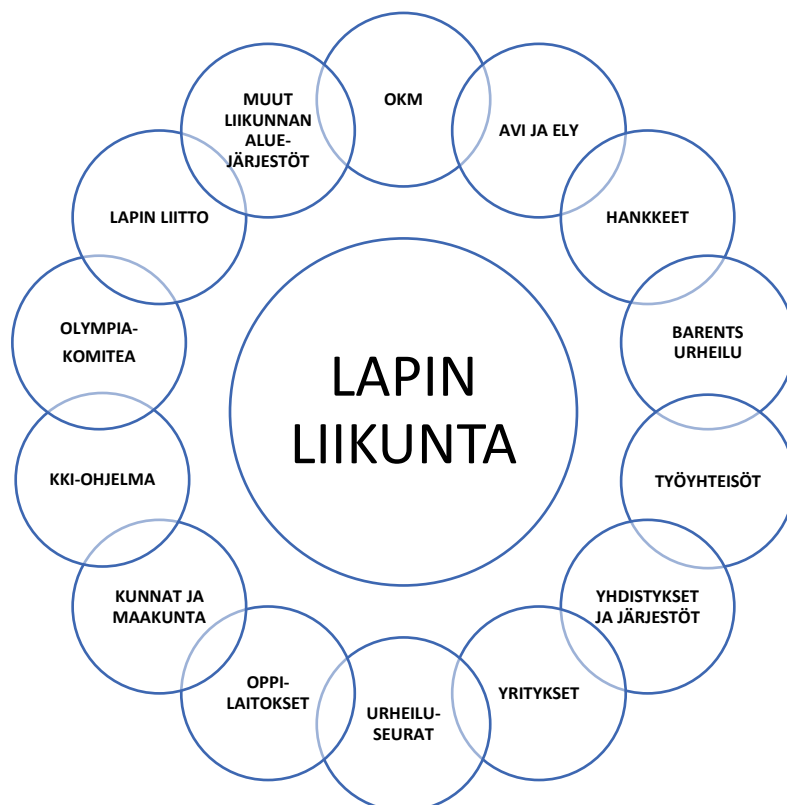 OKM
AVI JA ELY
HANKKEET
BARENTS
URHEILU
TYÖYHTEISÖT
YHDISTYKSET
JA JÄRJESTÖT
YRITYKSET
URHEILU-
SEURAT
OPPI-
LAITOKSET
KUNNAT JA
MAAKUNTA
KKI-OHJELMA
OLYMPIA-
KOMITEA
LAPIN LIITTO
MUUT
LIIKUNNAN
ALUE-
JÄRJESTÖT
LAPIN
LIIKUNTA